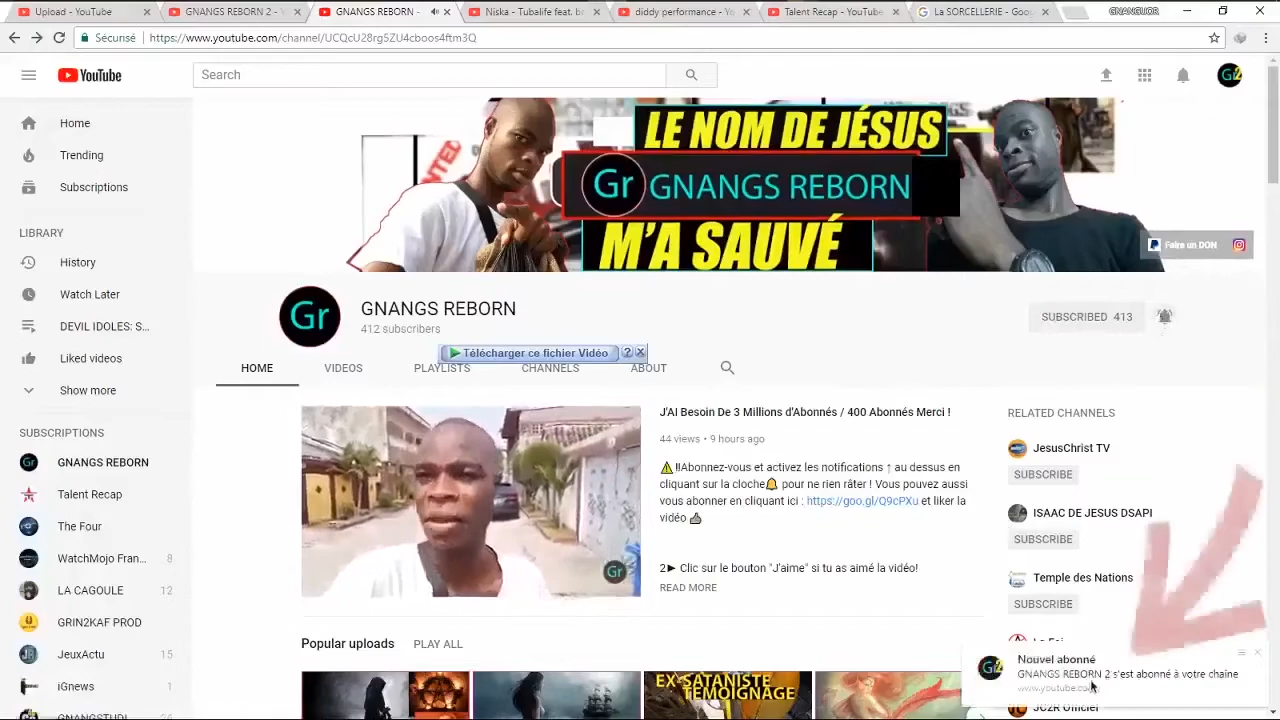 Upload - YouTube
GNANGS REBORN 2 - Y
GNANGS REBORN -
Niska - Tubalife feat. b
diddy performance - Yo
Talent Recap - YouTube
La SORCELLERIE - Goo
GNANGUOR
Sécurisé
https://www.youtube.com/channel/UCQcU28rg5ZU4cboos4ftm3Q
YouTube
Search
Gr2
Home
Trending
Subscriptions
LIBRARY
History
Watch Later
DEVIL IDOLES: S...
Liked videos
Show more
SUBSCRIPTIONS
Gr GNANGS REBORN
Talent Recap
The Four
WatchMojo Fran... 8
LA CAGOULE 12
GRIN2KAF PROD
JeuxActu 15
iGnews 1
LE NOM DE JÉSUS
Gr GNANGS REBORN
M'A SAUVÉ
Faire un DON
Gr
GNANGS REBORN
412 subscribers
SUBSCRIBED 413
Télécharger ce fichier Vidéo ?
HOME
VIDEOS
PLAYLISTS
CHANNELS
ABOUT
Gr
J'AI Besoin De 3 Millions d'Abonnés / 400 Abonnés Merci !
44 views • 9 hours ago
⚠!!Abonnez-vous et activez les notifications ↑ au dessus en
cliquant sur la cloche🔔 pour ne rien râter ! Vous pouvez aussi
vous abonner en cliquant ici : https://goo.gl/Q9cPXu et liker la
vidéo 👍
2► Clic sur le bouton "J'aime" si tu as aimé la vidéo!
READ MORE
Popular uploads
PLAY ALL
EX-SATANISTE
TÉMOIGNAGE
RELATED CHANNELS
JesusChrist TV
SUBSCRIBE
ISAAC DE JESUS DSAPI
SUBSCRIBE
Temple des Nations
SUBSCRIBE
Gr2
Nouvel abonné
GNANGS REBORN 2 s'est abonné à votre chaîne
JC2R Officiel